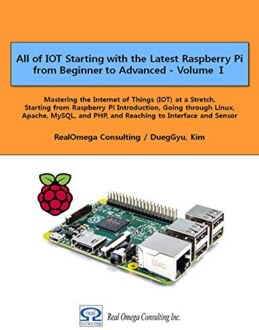 All of IOT Starting with the Latest Raspberry Pi
from Beginner to Advanced - Volume I
Mastering the Internet of Things (IOT) at a Stretch,
Starting from Raspberry Pi Introduction, Going through Linux,
Apache, MySQL, and PHP, and Reaching to Interface and Sensor
RealOmega Consulting / DuegGyu, Kim
Real Omega Consulting Inc.